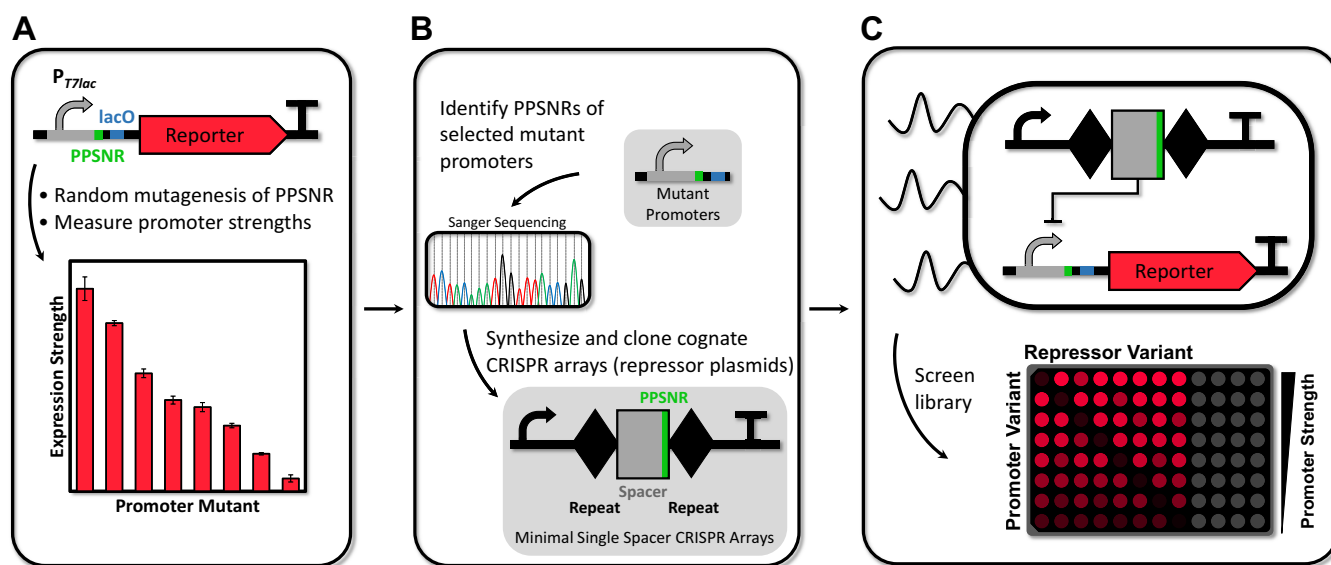 A
P T7lac
lacO
Reporter
PPSNR
• Random mutagenesis of PPSNR
• Measure promoter strengths
Expression Strength
Promoter Mutant
B
Identify PPSNRs of
selected mutant
promoters
Mutant
Promoters
Sanger Sequencing
Synthesize and clone cognate
CRISPR arrays (repressor plasmids)
PPSNR
Spacer
Repeat
Repeat
Minimal Single Spacer CRISPR Arrays
C
Reporter
Screen
library
Repressor Variant
Promoter Variant
Promoter Strength